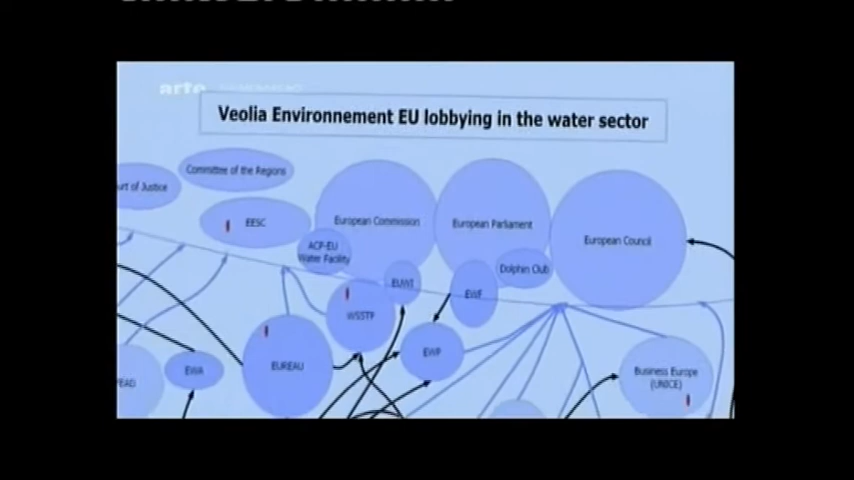 arte
Veolia Environnement EU lobbying in the water sector
Committee of the Regions
urt of Justice
EESC
European Commission
European Parliament
European Council
ACP-EU
Water Facility
Dolphin Club
EUWI
EWF
WSSTP
EWP
EUREAU
EWA
Business Europe
(UNICE)